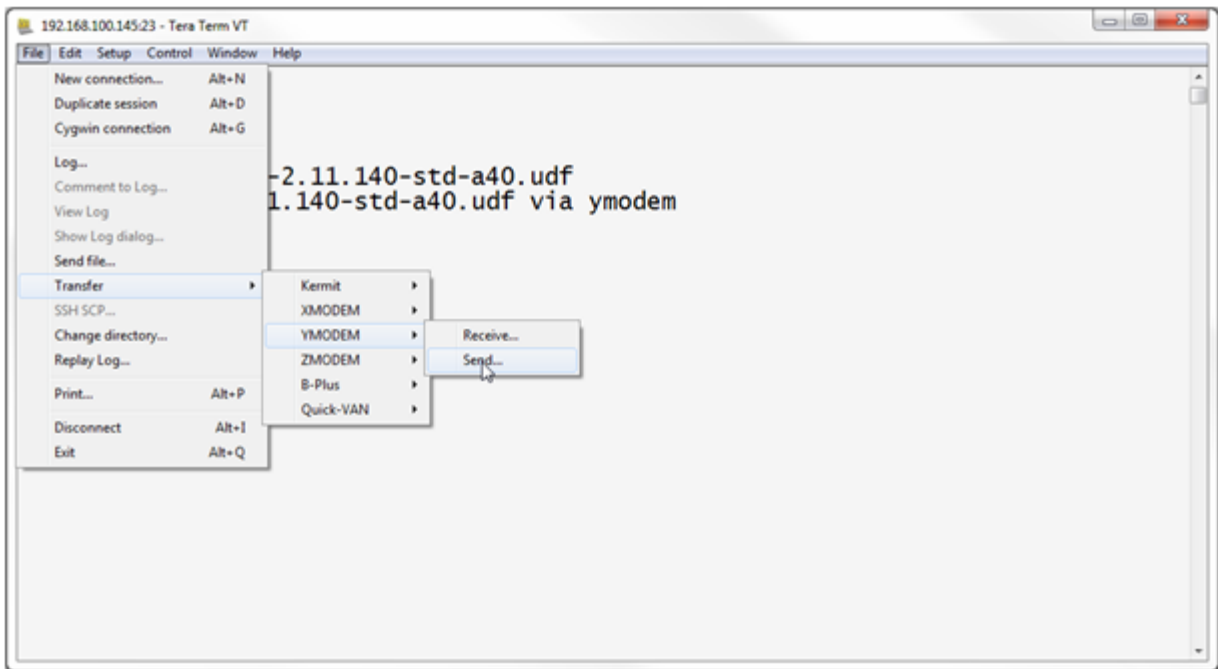 192.168.100.145:23 - Tera Term VT
File Edit Setup Control Window Help
New connection... Alt+N
Duplicate session Alt+D
Cygwin connection Alt+G
Log...
-2.11.140-std-a40.udf
Comment to Log...
1.140-std-a40.udf via ymodem
View Log
Show Log dialog...
Send file...
Transfer
Kermit
SSH SCP...
XMODEM
Change directory...
YMODEM
Receive...
Replay Log...
ZMODEM
Send...
B-Plus
Print... Alt+P
Quick-VAN
Disconnect Alt+I
Exit Alt+Q